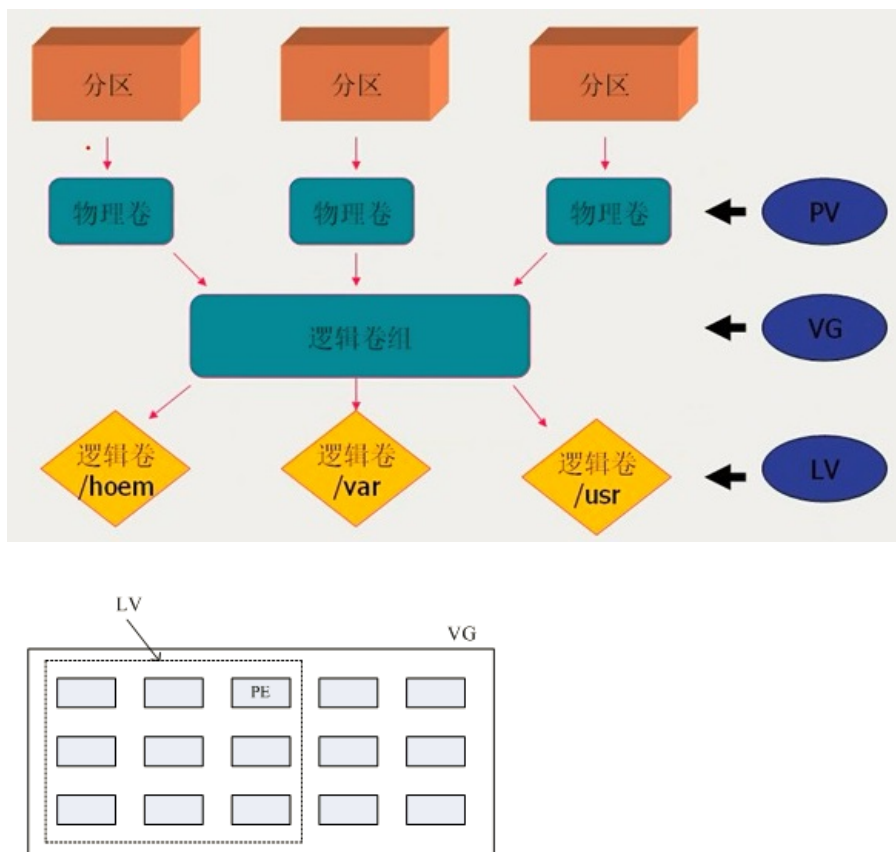 分区
分区
分区
物理卷
物理卷
物理卷
PV
逻辑卷组
VG
逻辑卷
/hoem
逻辑卷
/var
逻辑卷
/usr
LV
LV
VG
PE